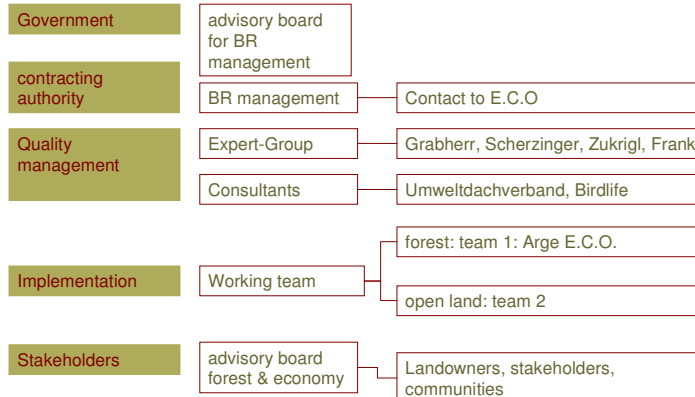 Government
advisory board
for BR
management
contracting
authority
BR management
Contact to E.C.O
Quality
management
Expert-Group
Grabherr, Scherzinger, Zukrigl, Frank
Consultants
Umweltdachverband, Birdlife
forest: team 1: Arge E.C.O.
Implementation
Working team
open land: team 2
Stakeholders
advisory board
forest & economy
Landowners, stakeholders,
communities